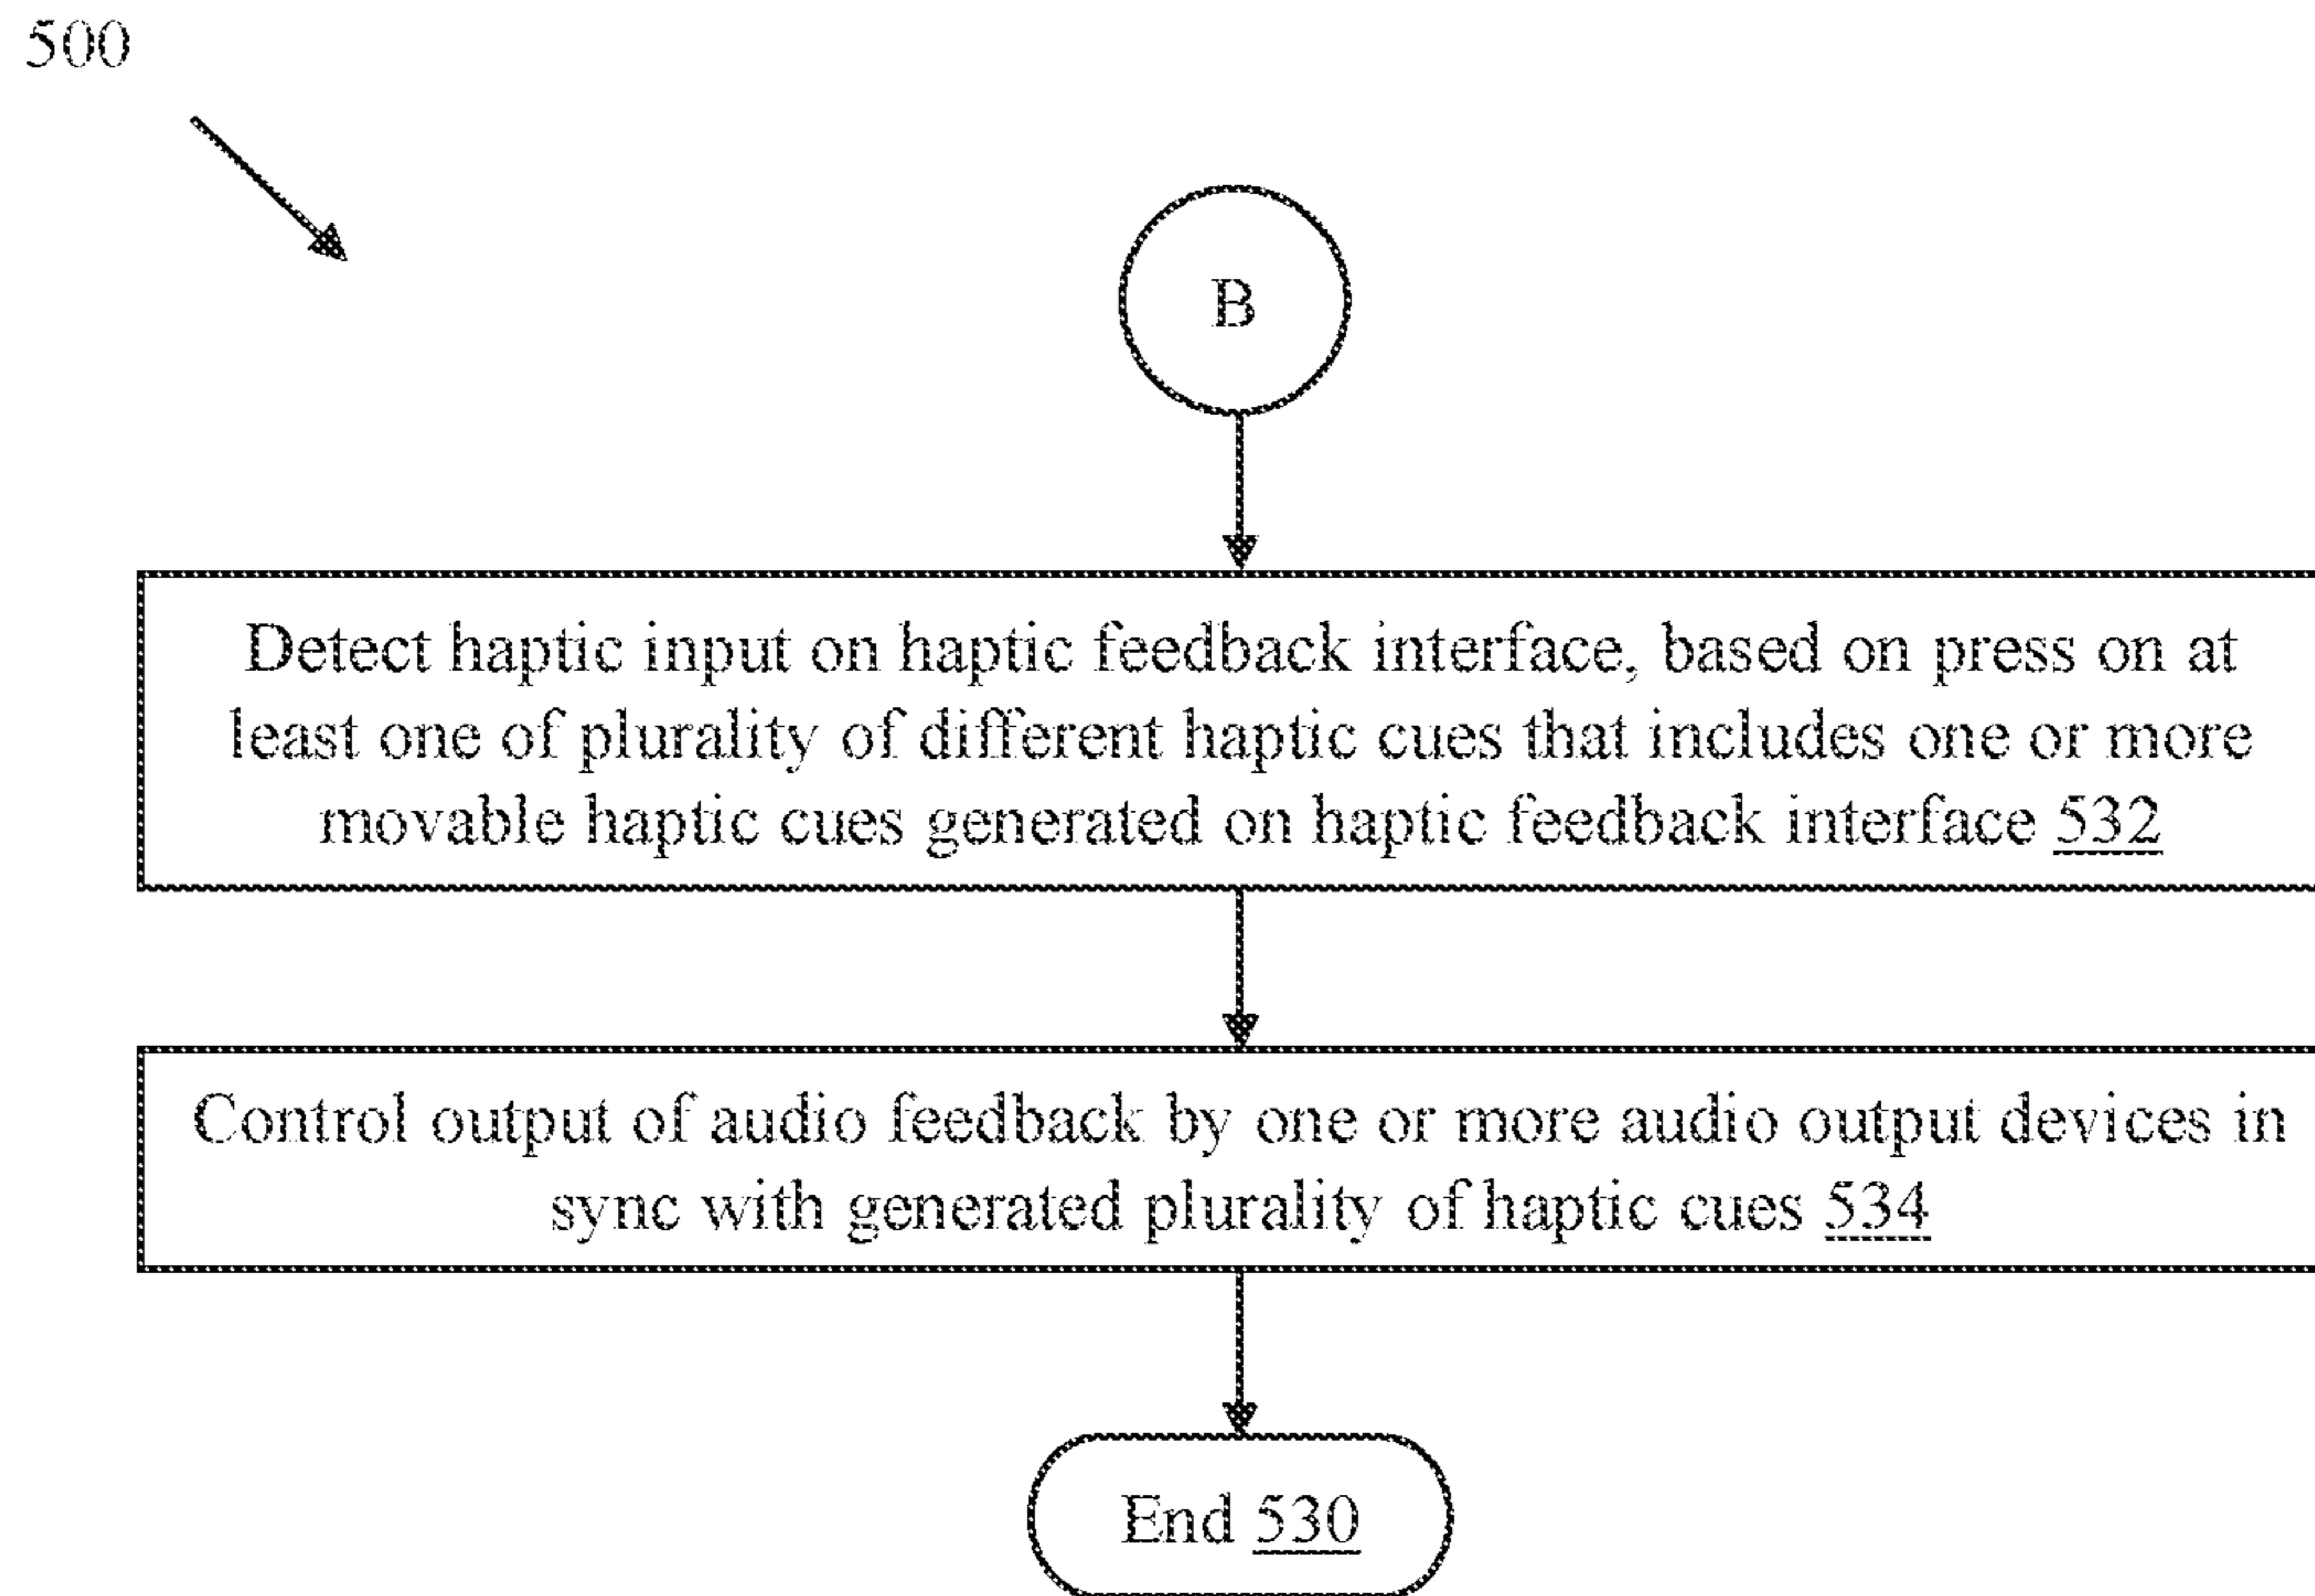 500
B
Detect haptic input on haptic feedback interface, based on press on at
least one of plurality of different haptic cues that includes one or more
movable haptic cues generated on haptic feedback interface 532
Control output of audio feedback by one or more audio output devices in
sync with generated plurality of haptic cues 534
End 530